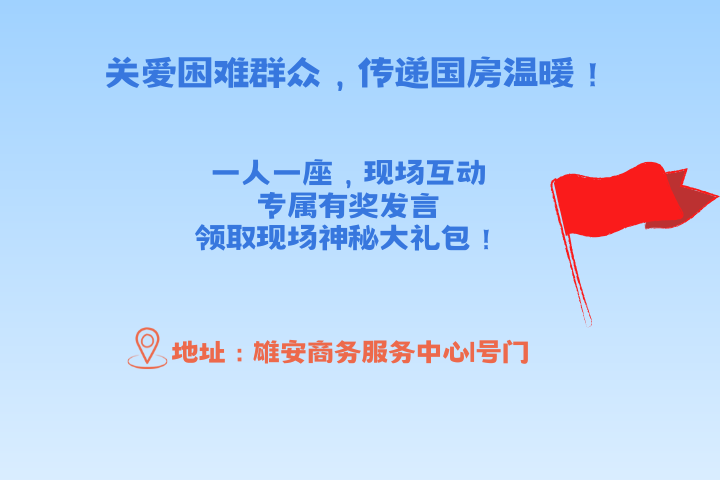 关爱困难群众，传递国房温暖！
一人一座，现场互动
专属有奖发言
领取现场神秘大礼包！
地址：雄安商务服务中心1号门